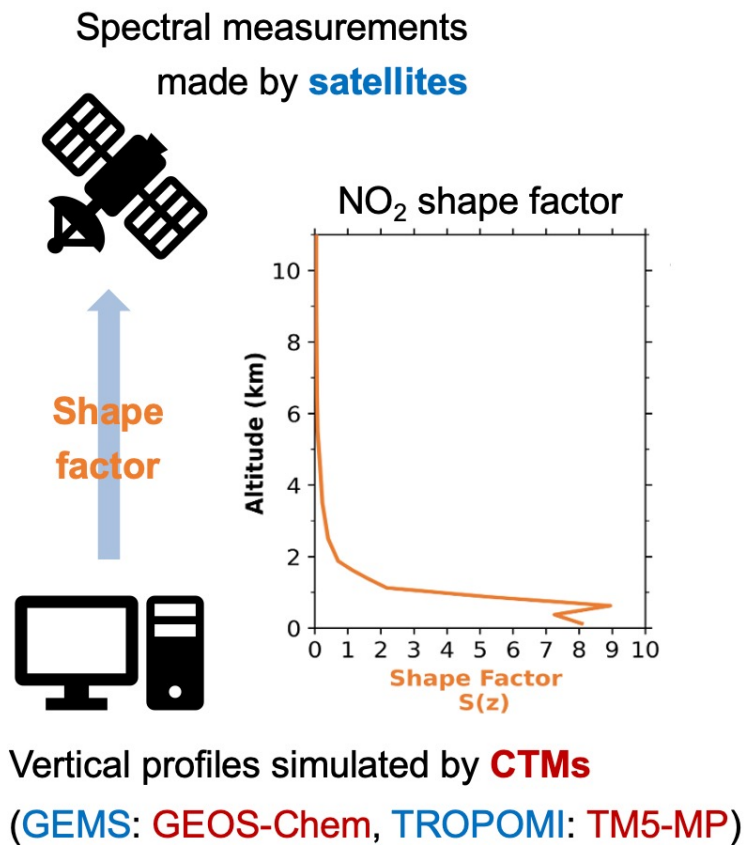 Spectral measurements
made by satellites
NO₂ shape factor
10
8
6
4
2
0
Altitude (km)
0 1 2 3 4 5 6 7 8 9 10
Shape Factor
S(z)
Shape
factor
Vertical profiles simulated by CTMs
(GEMS: GEOS-Chem, TROPOMI: TM5-MP)